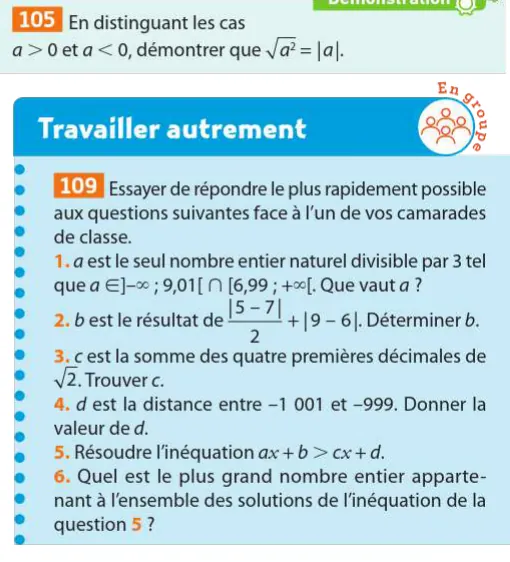 Démonstration
105 En distinguant les cas
a > 0 et a < 0, démontrer que √a² = |a|.
En groupe
Travailler autrement
109 Essayer de répondre le plus rapidement possible
aux questions suivantes face à l'un de vos camarades
de classe.
1. a est le seul nombre entier naturel divisible par 3 tel
que a ∈]–∞ ; 9,01[ ∩ [6,99 ; +∞[. Que vaut a ?
2. b est le résultat de |5 – 7|/2 + |9 – 6|. Déterminer b.
3. c est la somme des quatre premières décimales de
√2. Trouver c.
4. d est la distance entre –1 001 et –999. Donner la
valeur de d.
5. Résoudre l'inéquation ax + b > cx + d.
6. Quel est le plus grand nombre entier apparte-
nant à l'ensemble des solutions de l'inéquation de la
question 5 ?